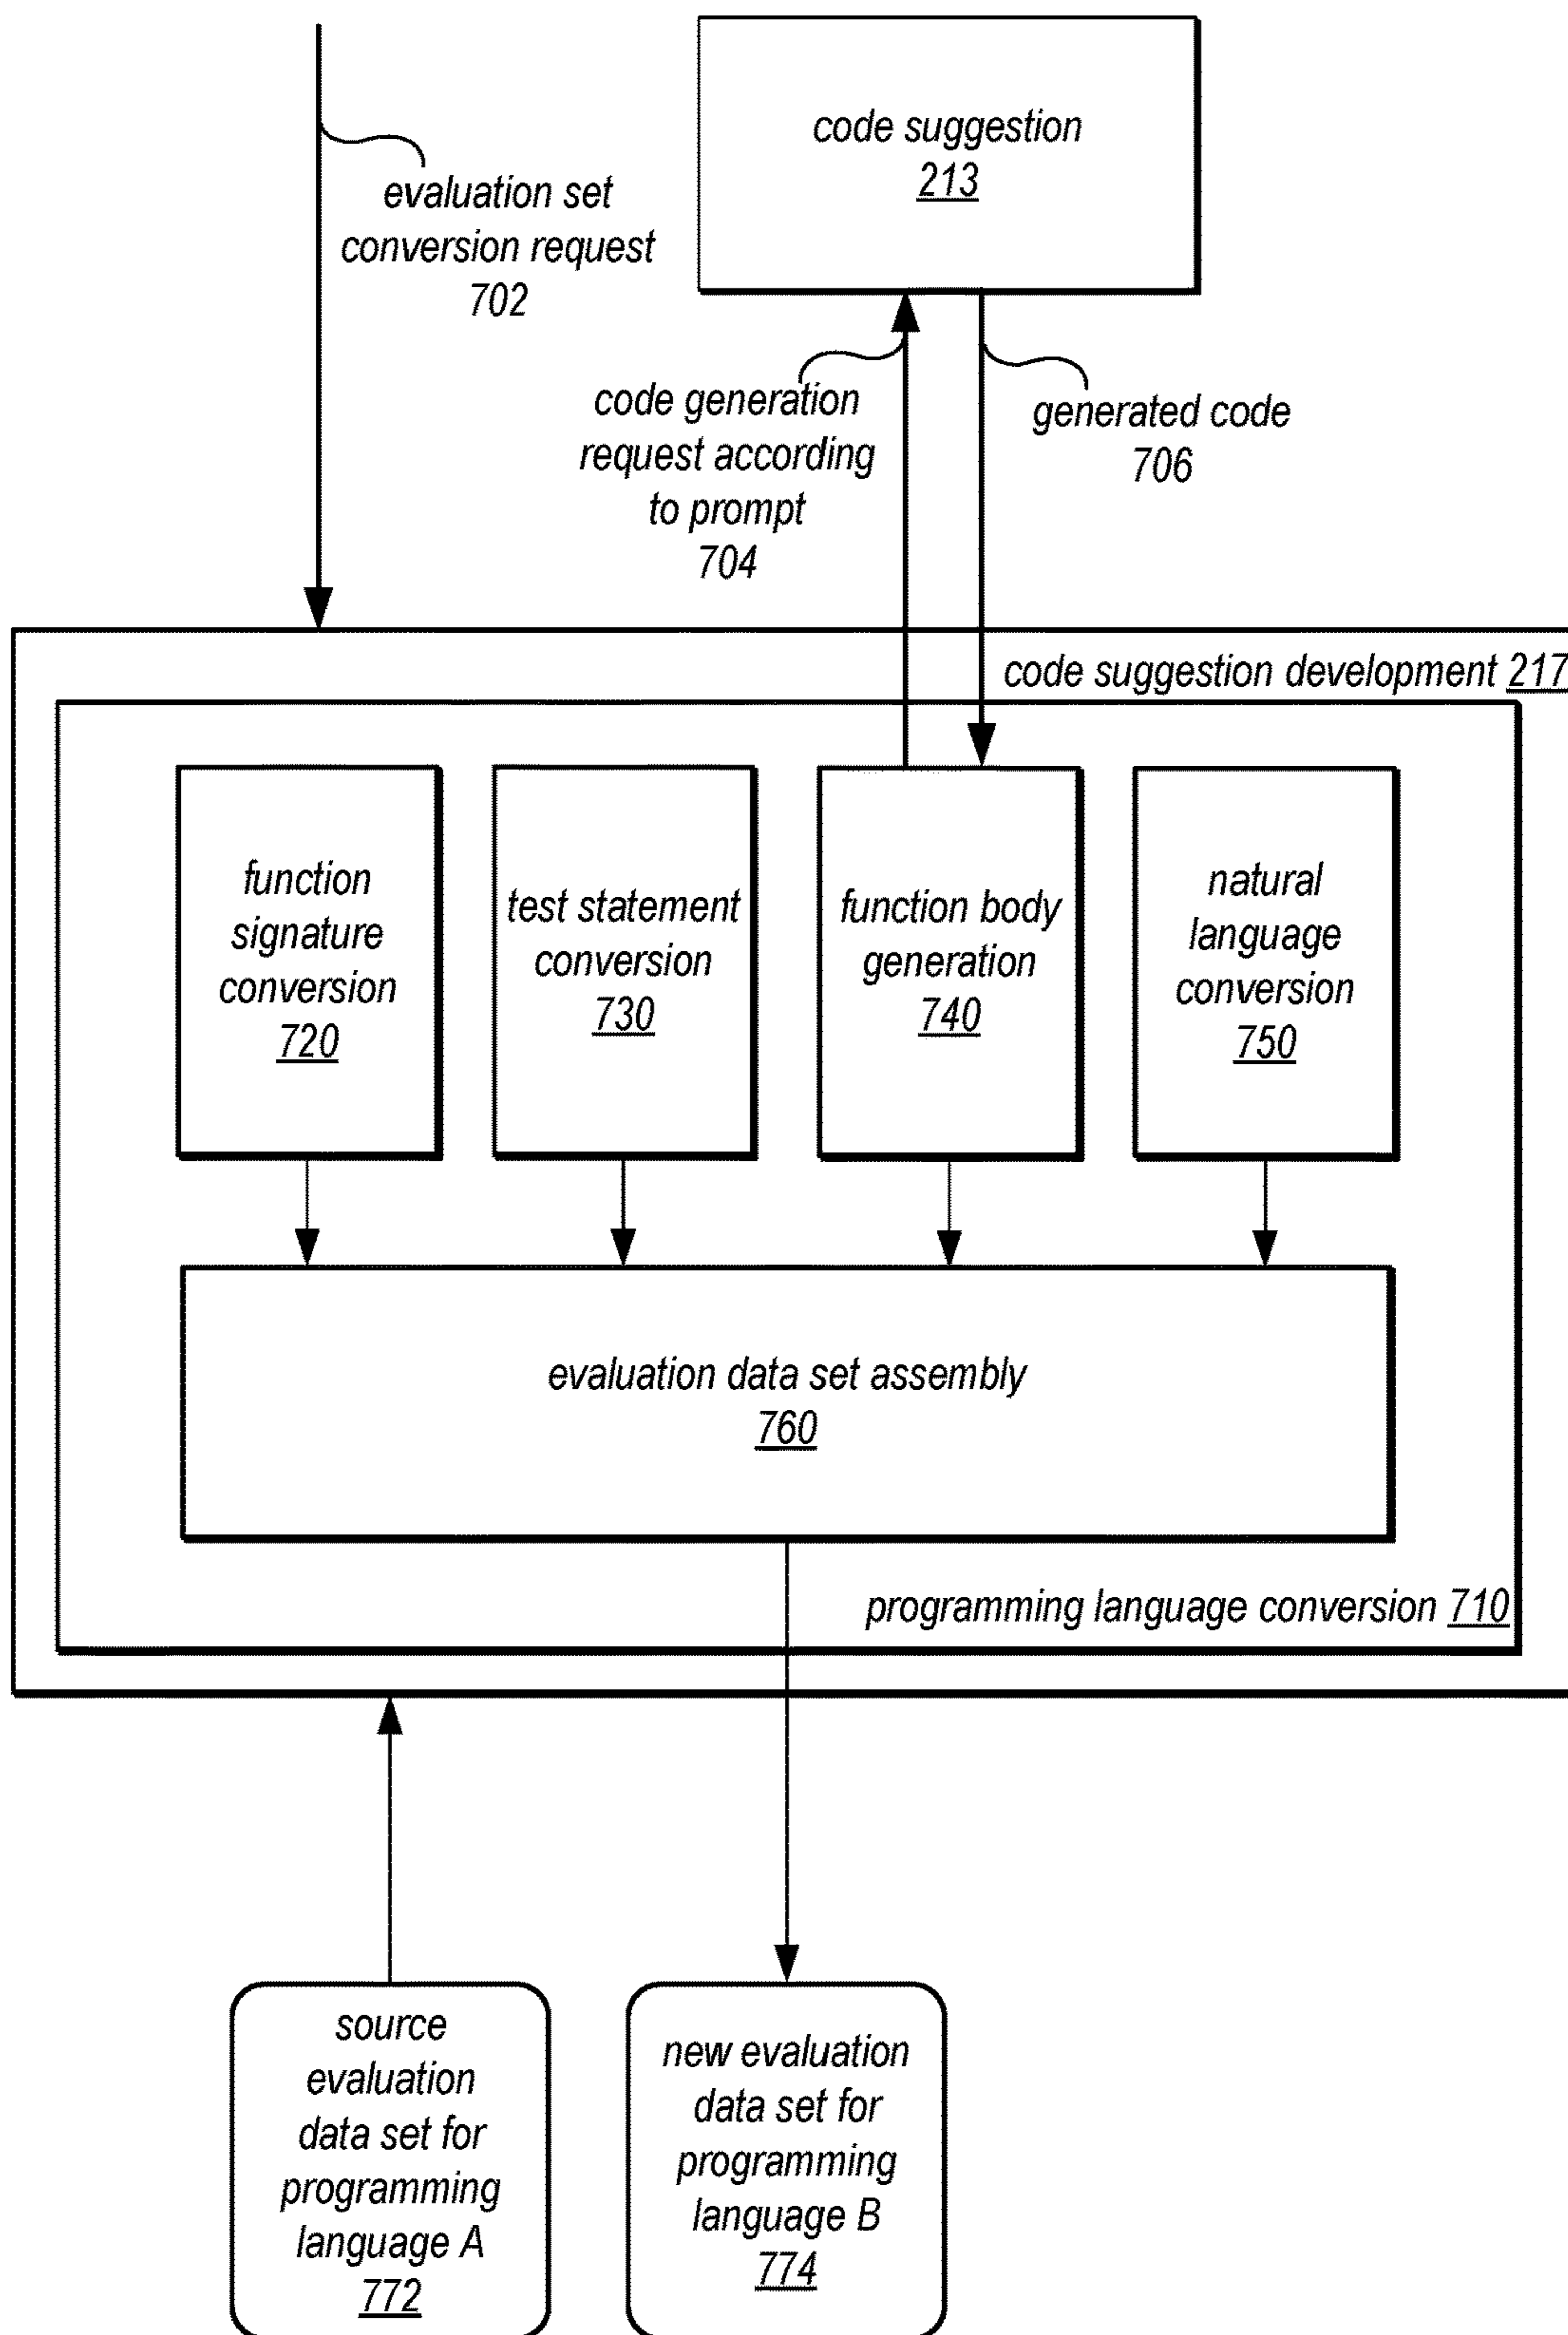 code suggestion
213
evaluation set
conversion request
702
code generation
request according
to prompt
704
generated code
706
code suggestion development 217
function
signature
conversion
720
test statement
conversion
730
function body
generation
740
natural
language
conversion
750
evaluation data set assembly
760
programming language conversion 710
source
evaluation
data set for
programming
language A
772
new evaluation
data set for
programming
language B
774